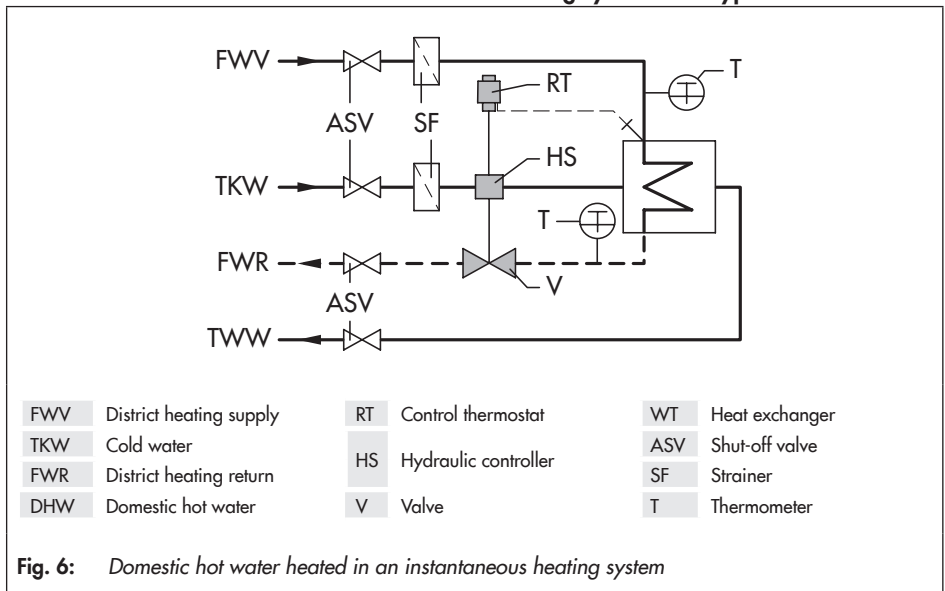 FWV
T
RT
ASV
SF
HS
TKW
T
FWR
V
ASV
TWW
FWV District heating supply
TKW Cold water
FWR District heating return
DHW Domestic hot water
RT Control thermostat
HS Hydraulic controller
V Valve
WT Heat exchanger
ASV Shut-off valve
SF Strainer
T Thermometer
Fig. 6: Domestic hot water heated in an instantaneous heating system